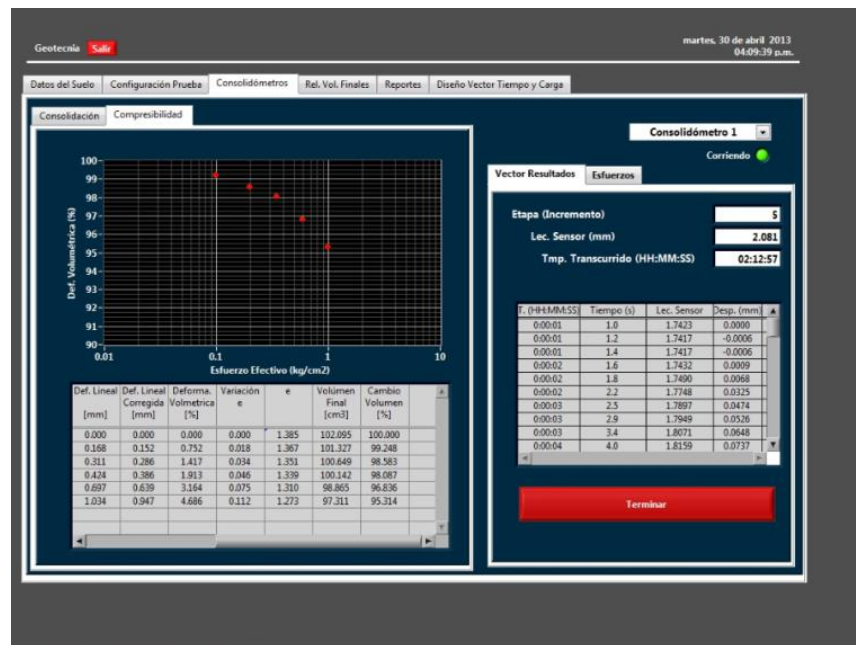 Geotecnia Salir
martes, 30 de abril 2013
04:09:39 p.m.
Datos del Suelo Configuración Prueba Consolidómetros Rel. Vol. Finales Reportes Diseño Vector Tiempo y Carga
Consolidación Compresibilidad
100
99
98
97
96
95
94
93
92
91
90
Def. Volumétrica (%)
0.01 0.1 1 10
Esfuerzo Efectivo (kg/cm2)
Def. Lineal Def. Lineal Deforma. Variación e Volúmen Cambio
Corregida Volmetrica e Final Volumen
[mm] [mm] [%] [cm3] [%]
0.000 0.000 0.000 0.000 1.385 102.095 100.000
0.168 0.152 0.752 0.018 1.367 101.327 99.248
0.311 0.286 1.417 0.034 1.351 100.649 98.583
0.424 0.386 1.913 0.046 1.339 100.142 98.087
0.697 0.639 3.164 0.075 1.310 98.865 96.836
1.034 0.947 4.686 0.112 1.273 97.311 95.314
Consolidómetro 1
Corriendo
Vector Resultados Esfuerzos
Etapa (Incremento) 5
Lec. Sensor (mm) 2.081
Tmp. Transcurrido (HH:MM:SS) 02:12:57
T. (HH:MM:SS) Tiempo (s) Lec. Sensor Desp. (mm)
0:00:01 1.0 1.7423 0.0000
0:00:01 1.2 1.7417 -0.0006
0:00:01 1.4 1.7417 -0.0006
0:00:02 1.6 1.7432 0.0009
0:00:02 1.8 1.7490 0.0068
0:00:02 2.2 1.7748 0.0325
0:00:03 2.5 1.7897 0.0474
0:00:03 2.9 1.7949 0.0526
0:00:03 3.4 1.8071 0.0648
0:00:04 4.0 1.8159 0.0737
Terminar